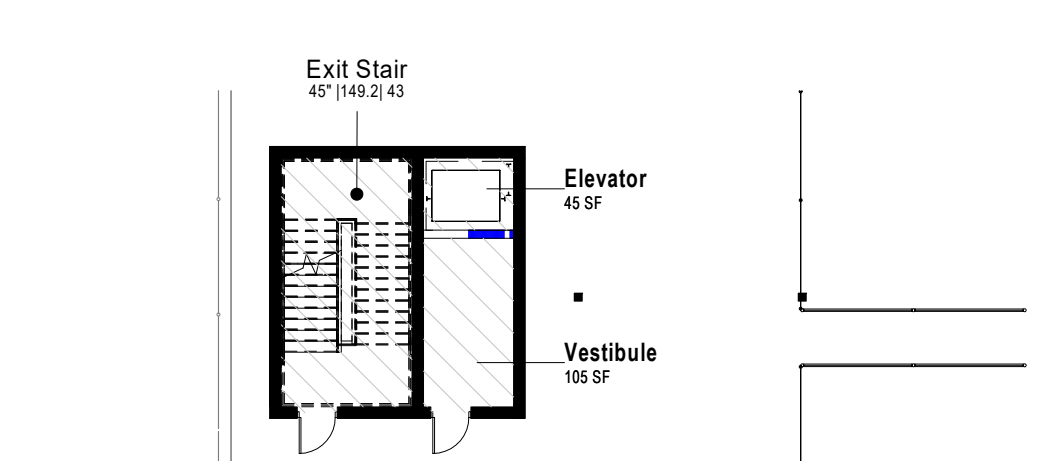 Exit Stair
45" |149.2| 43
Elevator
45 SF
Vestibule
105 SF